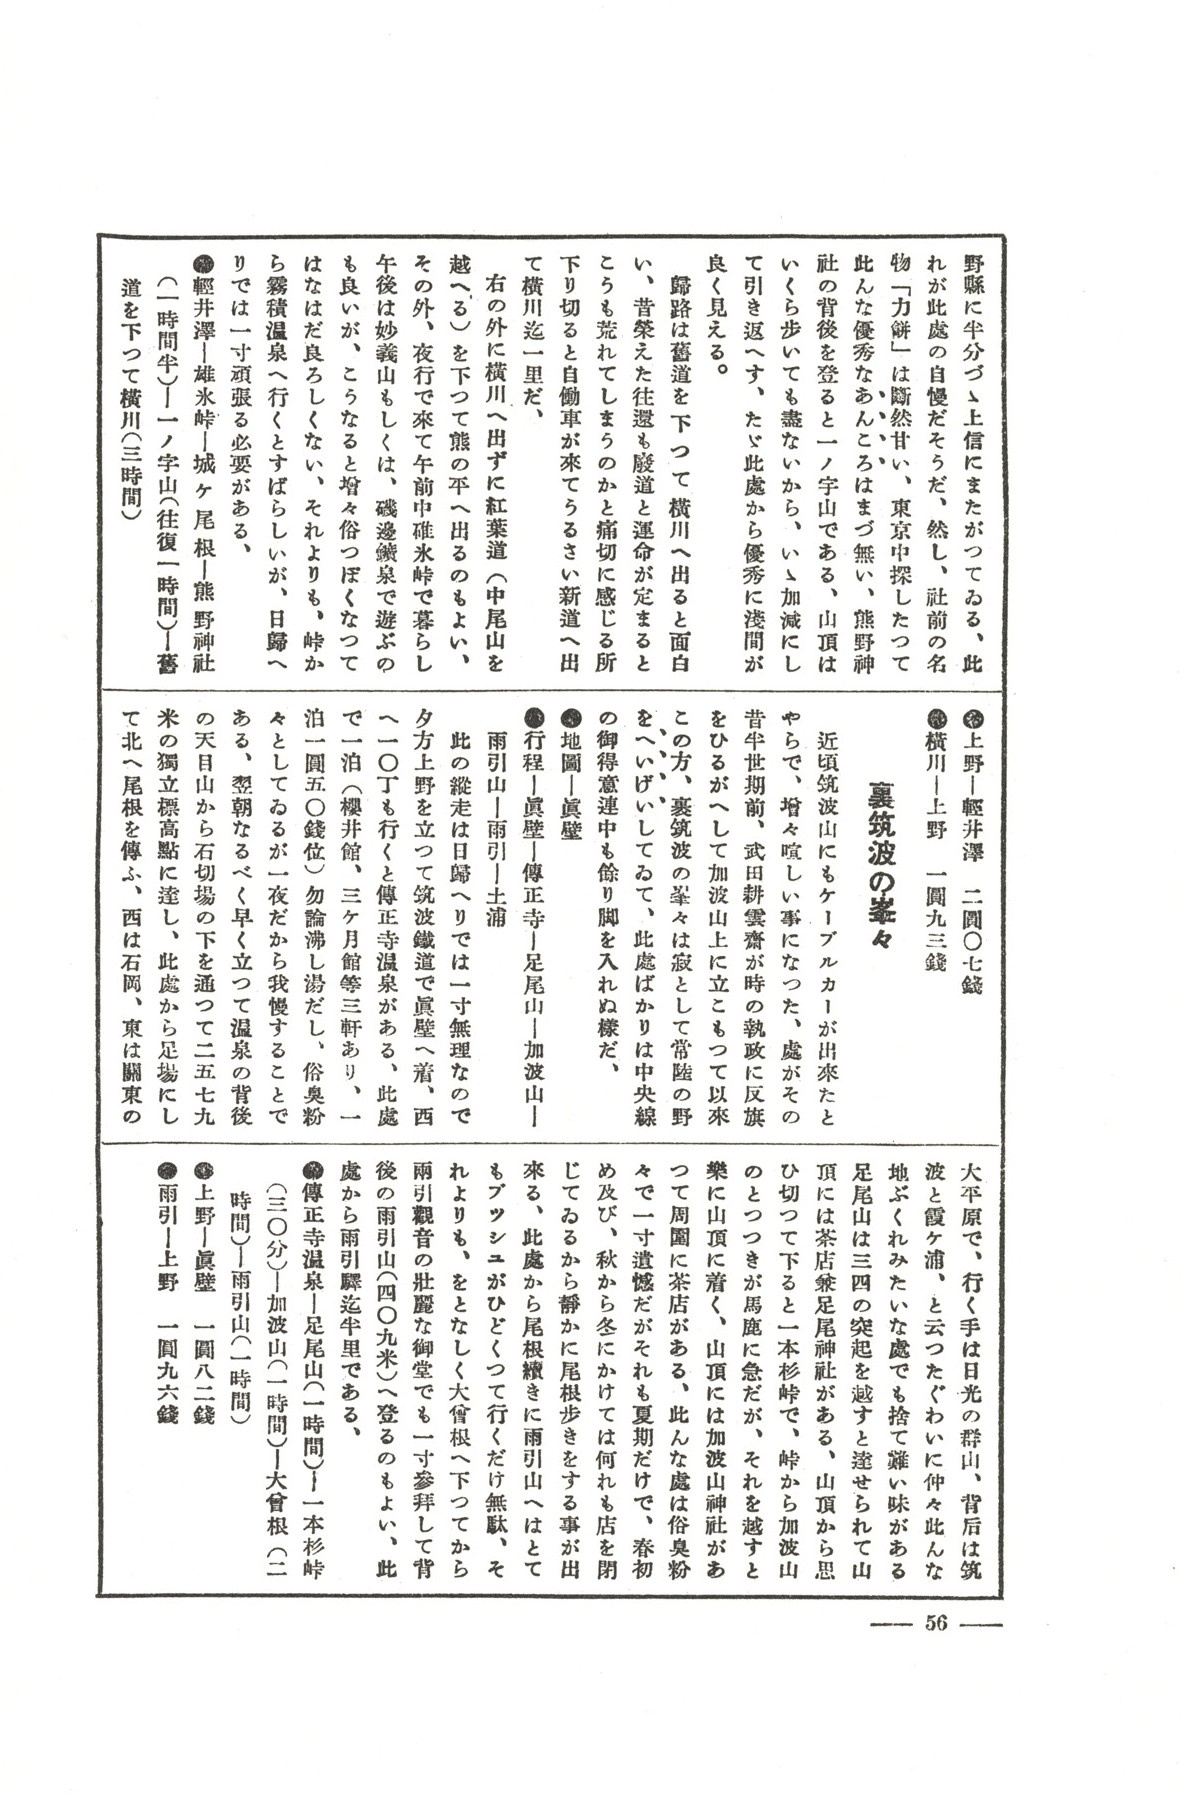 野縣に半分づゝ上信にまたがつてゐる、此
れが此處の自慢だそうだ、然し、社前の名
物「力餅」は斷然甘い、東京中探したつて
此んな優秀なあんころはまづ無い、熊野神
社の背後を登ると一ノ字山である、山頂は
いくら歩いても盡ないから、いゝ加減にし
て引き返へす、たゞ此處から優秀に淺間が
良く見える。
歸路は舊道を下つて橫川へ出ると面白
い、昔榮えた往還も廢道と運命が定まると
こうも荒れてしまうのかと痛切に感じる所
下り切ると自働車が來てうるさい新道へ出
て橫川迄一里だ、
右の外に橫川へ出ずに紅葉道（中尾山を
越へる）を下つて熊の平へ出るのもよい、
その外、夜行で來て午前中碓氷峠で暮らし
午後は妙義山もしくは、磯邊鑛泉で遊ぶの
も良いが、こうなると增々俗つぽくなつて
はなはだ良ろしくない、それよりも、峠か
ら霧積温泉へ行くとすばらしいが、日歸へ
りでは一寸頑張る必要がある、
●輕井澤―雄氷峠―城ヶ尾根―熊野神社
（一時間半）―一ノ字山（往復一時間）―舊
道を下つて橫川（三時間）
●上野―輕井澤　二圓〇七錢
●橫川―上野　一圓九三錢
裏筑波の峯々
近頃筑波山にもケーブルカーが出來たと
やらで、增々喧しい事になつた、處がその
昔半世期前、武田耕雲齋が時の執政に反旗
をひるがへして加波山上に立こもつて以來
この方、裏筑波の峯々は寂として常陸の野
をへいげいしてゐて、此處ばかりは中央線
の御得意連中も餘り脚を入れぬ樣だ、
●地圖―眞壁
●行程―眞壁―傳正寺―足尾山―加波山―
雨引山―雨引―土浦
此の縱走は日歸へりでは一寸無理なので
夕方上野を立つて筑波鐵道で眞壁へ着、西
へ一〇丁も行くと傳正寺温泉がある、此處
で一泊（櫻井館、三ケ月館等三軒あり、一
泊一圓五〇錢位）勿論沸し湯だし、俗臭粉
々としてゐるが一夜だから我慢することで
ある、翌朝なるべく早く立つて温泉の背後
の天目山から石切場の下を通つて二五七九
米の獨立標高點に達し、此處から足場にし
て北へ尾根を傳ふ、西は石岡、東は關東の
大平原で、行く手は日光の群山、背后は筑
波と霞ケ浦、と云つたぐわいに仲々此んな
地ぶくれみたいな處でも捨て難い味がある
足尾山は三四の突起を越すと達せられて山
頂には茶店兼足尾神社がある、山頂から思
ひ切つて下ると一本杉峠で、峠から加波山
のとつつきが馬鹿に急だが、それを越すと
樂に山頂に着く、山頂には加波山神社があ
つて周圍に茶店がある、此んな處は俗臭粉
々で一寸遺憾だがそれも夏期だけで、春初
め及び、秋から冬にかけては何れも店を閉
じてゐるから靜かに尾根歩きをする事が出
來る、此處から尾根續きに雨引山へはとて
もブツシユがひどくつて行くだけ無駄、そ
れよりも、をとなしく大曾根へ下つてから
兩引觀音の壯麗な御堂でも一寸參拜して背
後の雨引山（四〇九米）へ登るのもよい、此
處から雨引驛迄半里である、
●傳正寺温泉―足尾山（一時間）―一本杉峠
（三〇分）―加波山（一時間）―大曾根（二
時間）―雨引山（一時間）
●上野―眞壁　一圓八二錢
●雨引―上野　一圓九六錢
― 56 ―